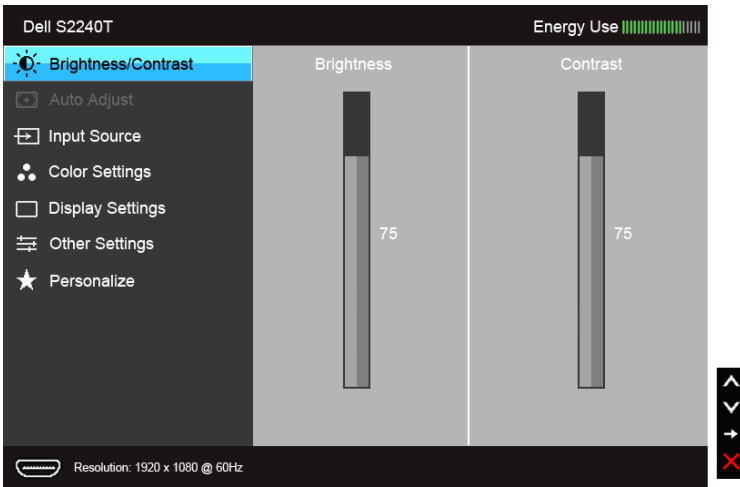 Dell S2240T
Energy Use
Brightness/Contrast
Auto Adjust
Input Source
Color Settings
Display Settings
Other Settings
Personalize
Brightness
75
Contrast
75
Resolution: 1920 x 1080 @ 60Hz